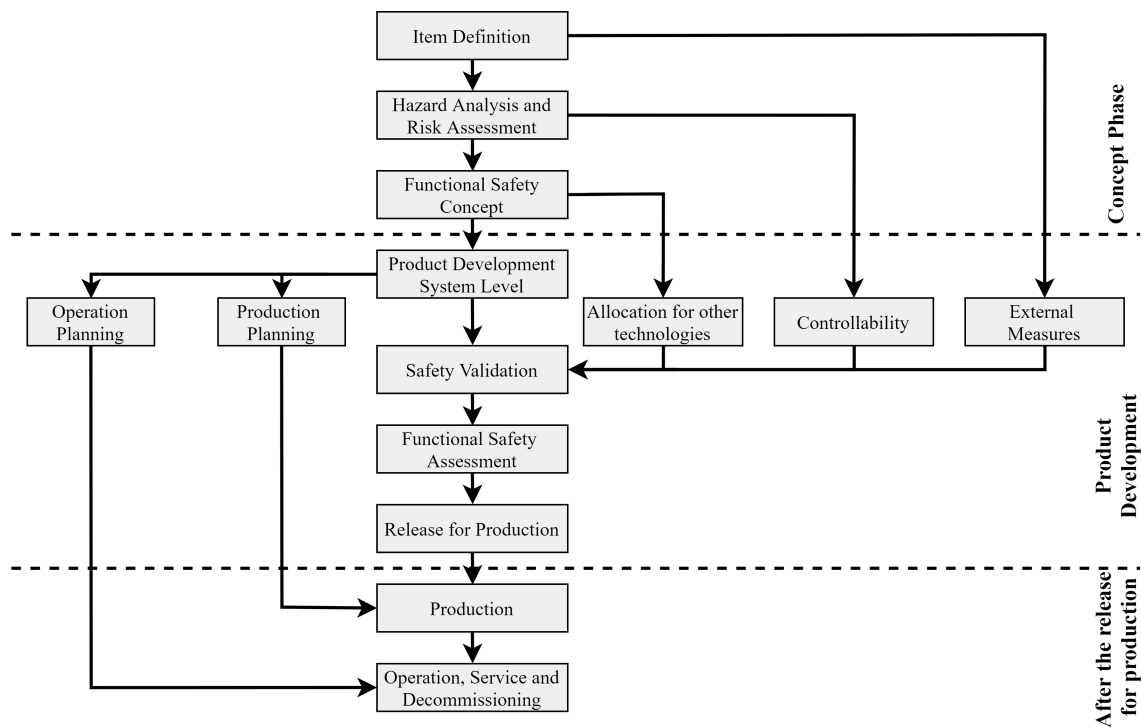 Item Definition
Hazard Analysis and
Risk Assessment
Functional Safety
Concept
Concept Phase
Product Development
System Level
Operation
Planning
Production
Planning
Allocation for other
technologies
Controllability
External
Measures
Safety Validation
Functional Safety
Assessment
Release for Production
Product
Development
Production
Operation, Service and
Decommissioning
After the release
for production